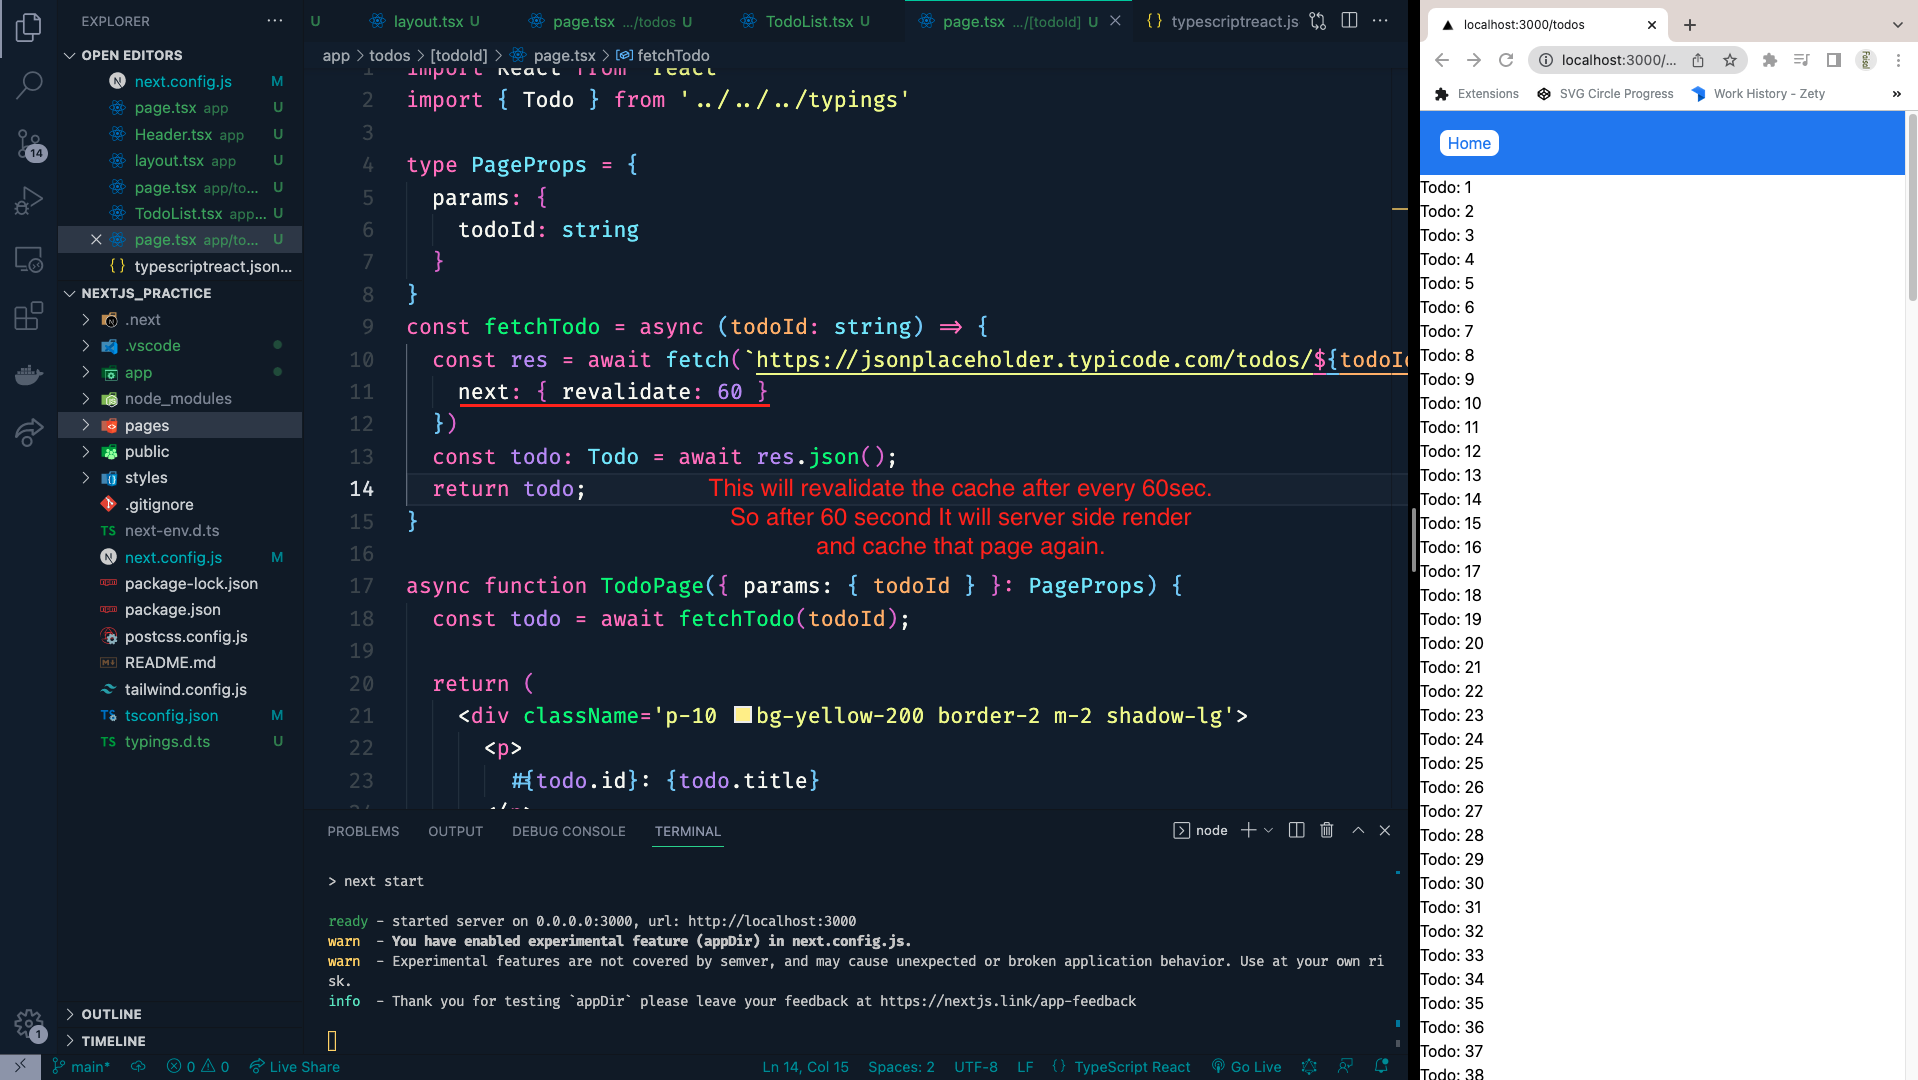 EXPLORER
OPEN EDITORS
next.config.js M
page.tsx app U
Header.tsx app U
layout.tsx app U
page.tsx app/to... U
TodoList.tsx app... U
page.tsx app/to... U
{} typescriptreact.json...
NEXTJS_PRACTICE
.next
.vscode
app
node_modules
pages
public
styles
.gitignore
TS next-env.d.ts
next.config.js M
package-lock.json
package.json
postcss.config.js
README.md
tailwind.config.js
TS tsconfig.json M
TS typings.d.ts U
OUTLINE
TIMELINE
14
1
U layout.tsx U page.tsx .../todos U TodoList.tsx U page.tsx .../[todoId] U {} typescriptreact.js
app > todos > [todoId] > page.tsx > fetchTodo
1 import React from 'react'
2 import { Todo } from '../../../typings'
3
4 type PageProps = {
5 params: {
6 todoId: string
7 }
8 }
9 const fetchTodo = async (todoId: string) => {
10 const res = await fetch(`https://jsonplaceholder.typicode.com/todos/${todoId
11 next: { revalidate: 60 }
12 })
13 const todo: Todo = await res.json();
14 return todo;
This will revalidate the cache after every 60sec.
So after 60 second It will server side render
and cache that page again.
15 }
16
17 async function TodoPage({ params: { todoId } }: PageProps) {
18 const todo = await fetchTodo(todoId);
19
20 return (
21 <div className='p-10 bg-yellow-200 border-2 m-2 shadow-lg'>
22 <p>
23 #{todo.id}: {todo.title}
24 </p>
PROBLEMS OUTPUT DEBUG CONSOLE TERMINAL node
> next start
ready - started server on 0.0.0.0:3000, url: http://localhost:3000
warn - You have enabled experimental feature (appDir) in next.config.js.
warn - Experimental features are not covered by semver, and may cause unexpected or broken application behavior. Use at your own ri
sk.
info - Thank you for testing `appDir` please leave your feedback at https://nextjs.link/app-feedback
main* 0 0 Live Share Ln 14, Col 15 Spaces: 2 UTF-8 LF {} TypeScript React Go Live
localhost:3000/todos
localhost:3000/...
Extensions SVG Circle Progress Work History - Zety »
Home
Todo: 1
Todo: 2
Todo: 3
Todo: 4
Todo: 5
Todo: 6
Todo: 7
Todo: 8
Todo: 9
Todo: 10
Todo: 11
Todo: 12
Todo: 13
Todo: 14
Todo: 15
Todo: 16
Todo: 17
Todo: 18
Todo: 19
Todo: 20
Todo: 21
Todo: 22
Todo: 23
Todo: 24
Todo: 25
Todo: 26
Todo: 27
Todo: 28
Todo: 29
Todo: 30
Todo: 31
Todo: 32
Todo: 33
Todo: 34
Todo: 35
Todo: 36
Todo: 37
Todo: 38